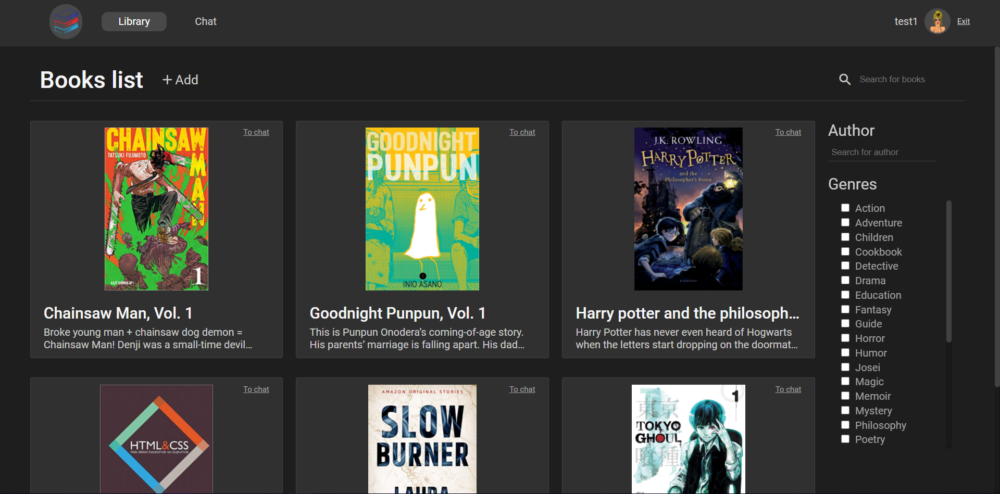 Library
Chat
test1
Exit
Books list
+ Add
Search for books
To chat
CHAINSAW
MAN
TATSUKI FUJIMOTO
1
Chainsaw Man, Vol. 1
Broke young man + chainsaw dog demon =
Chainsaw Man! Denji was a small-time devil...
To chat
GOODNIGHT
PUNPUN
INIO ASANO
Goodnight Punpun, Vol. 1
This is Punpun Onodera’s coming-of-age story.
His parents’ marriage is falling apart. His dad...
To chat
J.K. ROWLING
HARRY POTTER
and the
Philosopher's Stone
Harry potter and the philosoph...
Harry Potter has never even heard of Hogwarts
when the letters start dropping on the doormat...
To chat
HTML&CSS
Web siteleri tasarlamak ve oluşturmak
To chat
AMAZON ORIGINAL STORIES
SLOW
BURNER
LAURA
To chat
1
東京
TOKYO
GHOUL
喰種
Author
Search for author
Genres
Action
Adventure
Children
Cookbook
Detective
Drama
Education
Fantasy
Guide
Horror
Humor
Josei
Magic
Memoir
Mystery
Philosophy
Poetry